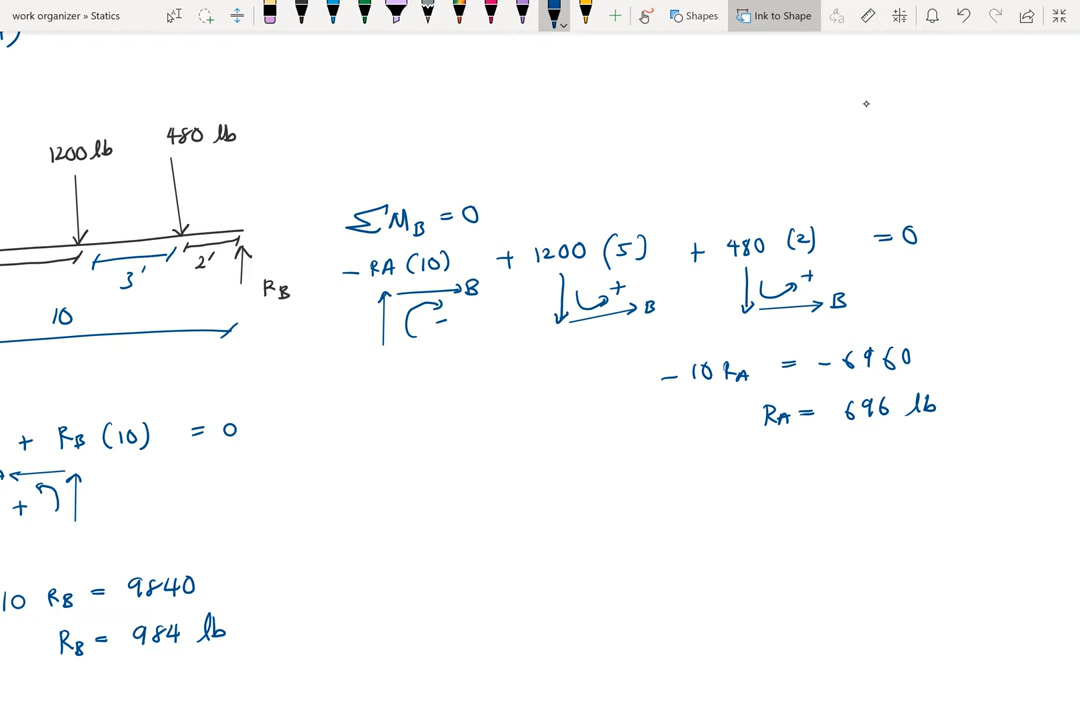 work organizer » Statics
Shapes
Ink to Shape
1200 lb
480 lb
3'
2'
RB
10
ΣMB = 0
- RA (10) + 1200 (5) + 480 (2) = 0
B
-
+
B
+
B
- 10 RA = - 6960
RA = 696 lb
+ RB (10) = 0
+
10 RB = 9840
RB = 984 lb